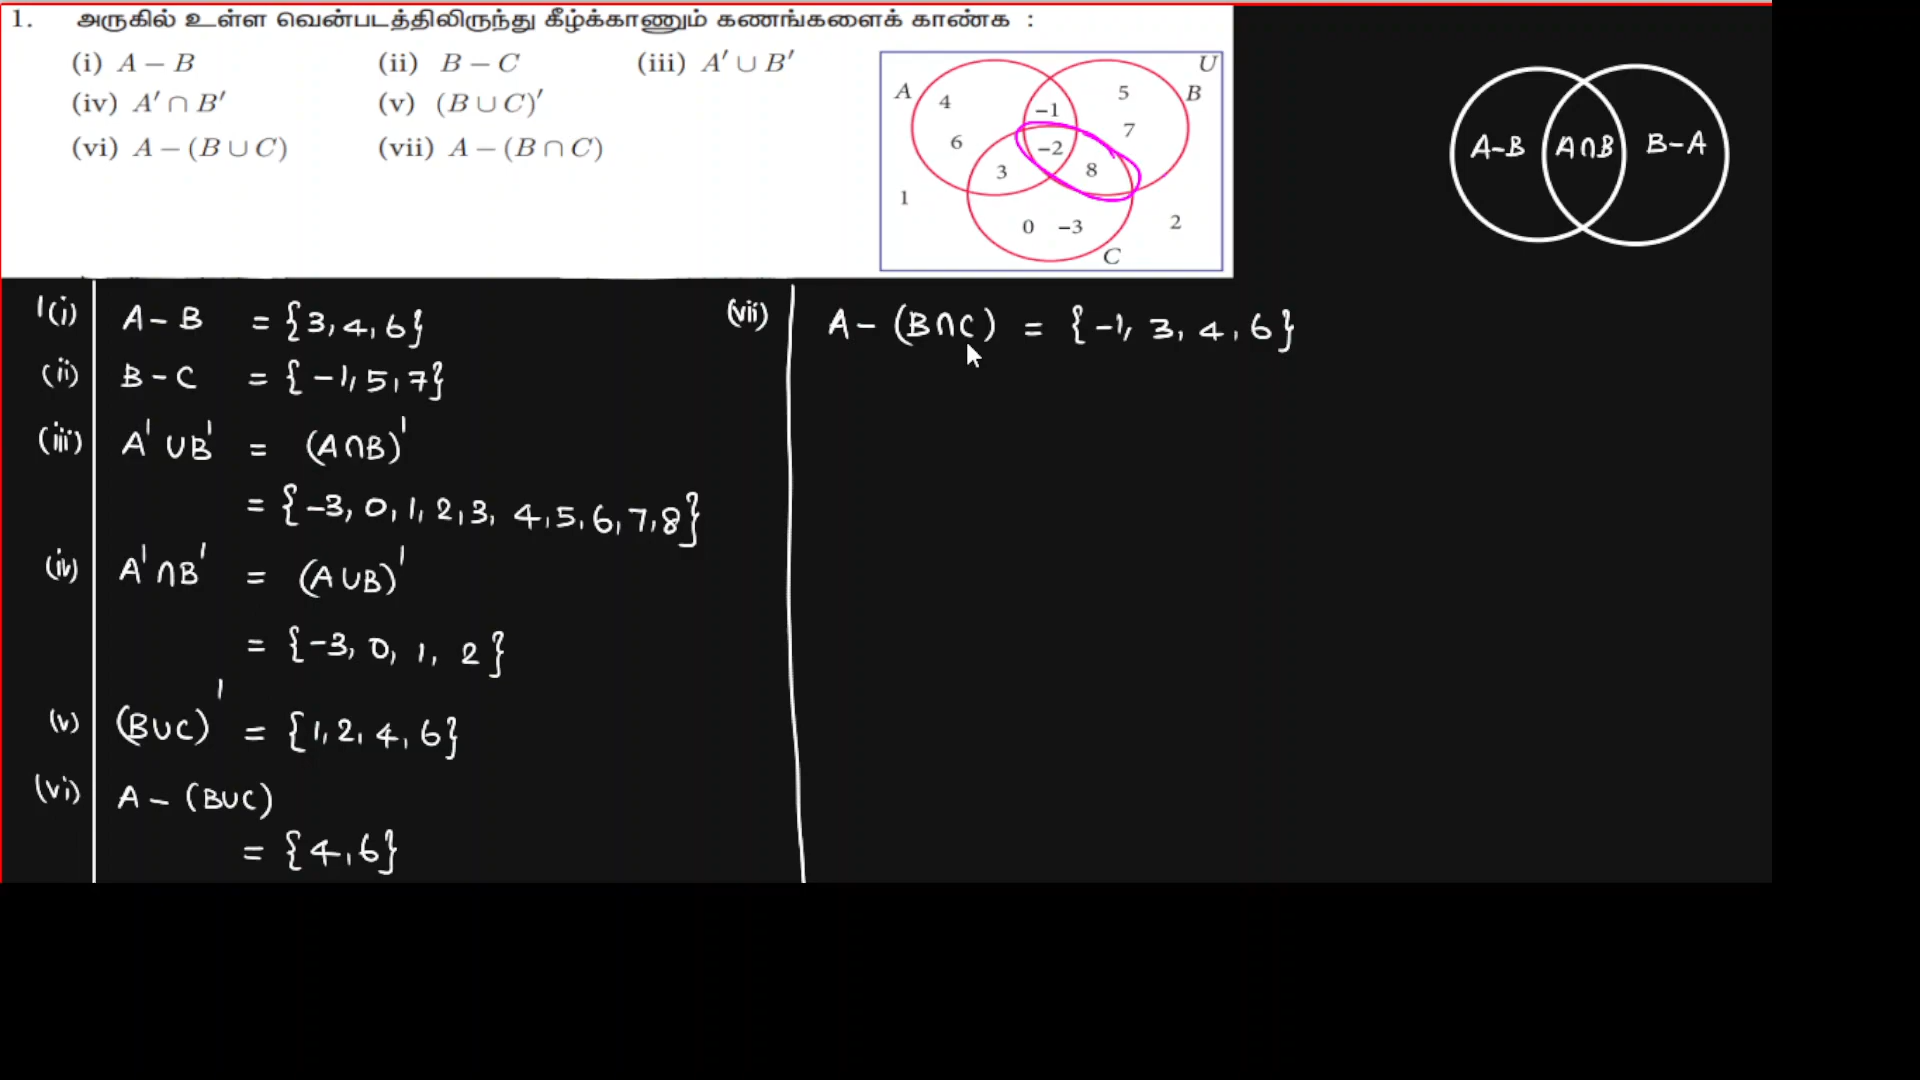 1. அருகில் உள்ள வென்படத்திலிருந்து கீழ்க்காணும் கணங்களைக் காண்க :
(i) A − B (ii) B − C (iii) A′ ∪ B′
(iv) A′ ∩ B′ (v) (B ∪ C)′
(vi) A − (B ∪ C) (vii) A − (B ∩ C)
U
A 4 −1 5 B
6 −2 7
3 8
1
0 −3 2
C
A-B A∩B B-A
1(i) A - B = {3, 4, 6}
(ii) B - C = {-1, 5, 7}
(iii) A' ∪ B' = (A∩B)'
= {-3, 0, 1, 2, 3, 4, 5, 6, 7, 8}
(iv) A' ∩ B' = (A ∪ B)'
= {-3, 0, 1, 2}
(v) (B∪C)' = {1, 2, 4, 6}
(vi) A - (B∪C)
= {4, 6}
(vii) A - (B∩C) = {-1, 3, 4, 6}